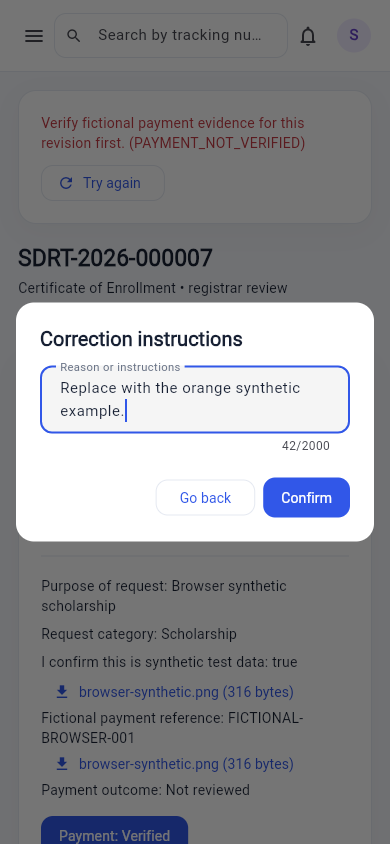 Search by tracking nu...
S
Verify fictional payment evidence for this
revision first. (PAYMENT_NOT_VERIFIED)
Try again
SDRT-2026-000007
Certificate of Enrollment • registrar review
Correction instructions
Reason or instructions
Replace with the orange synthetic
example.
42/2000
Go back
Confirm
Purpose of request: Browser synthetic
scholarship
Request category: Scholarship
I confirm this is synthetic test data: true
browser-synthetic.png (316 bytes)
Fictional payment reference: FICTIONAL-
BROWSER-001
browser-synthetic.png (316 bytes)
Payment outcome: Not reviewed
Payment: Verified